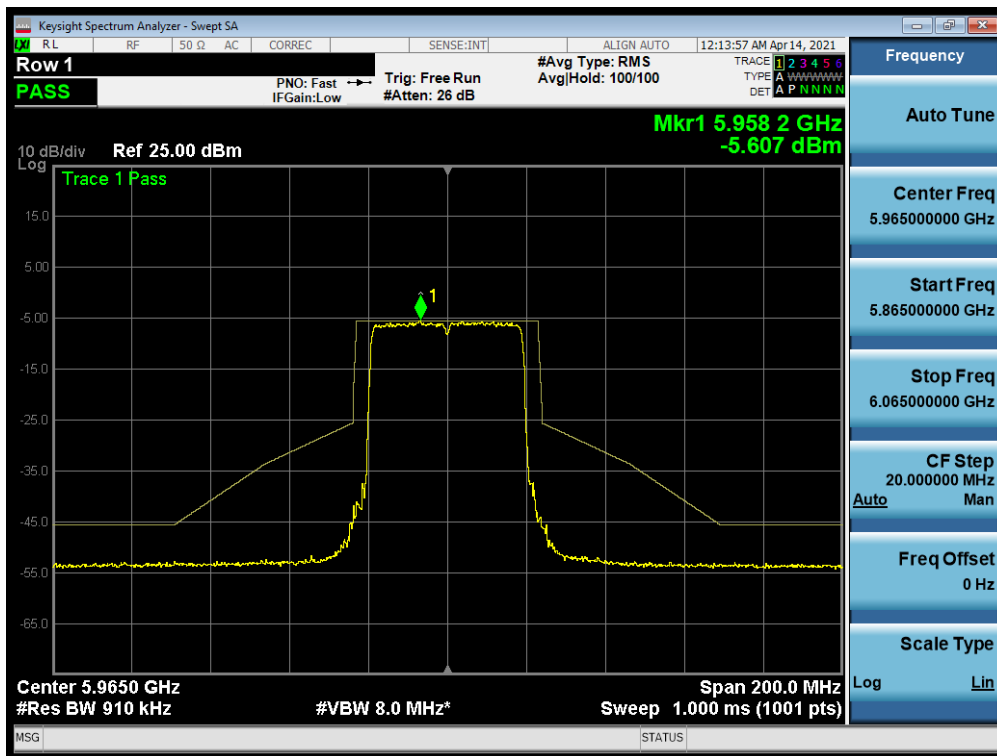 Keysight Spectrum Analyzer - Swept SA
LXI RL RF 50 Ω AC CORREC SENSE:INT ALIGN AUTO 12:13:57 AM Apr 14, 2021
Row 1
PASS
PNO: Fast
IFGain:Low
Trig: Free Run
#Atten: 26 dB
#Avg Type: RMS
Avg|Hold: 100/100
TRACE 1 2 3 4 5 6
TYPE A WWWWW
DET A P N N N N
Mkr1 5.958 2 GHz
-5.607 dBm
10 dB/div Ref 25.00 dBm
Log
Trace 1 Pass
1
15.0
5.00
-5.00
-15.0
-25.0
-35.0
-45.0
-55.0
-65.0
Center 5.9650 GHz Span 200.0 MHz
#Res BW 910 kHz #VBW 8.0 MHz* Sweep 1.000 ms (1001 pts)
MSG STATUS
Frequency
Auto Tune
Center Freq
5.965000000 GHz
Start Freq
5.865000000 GHz
Stop Freq
6.065000000 GHz
CF Step
20.000000 MHz
Auto Man
Freq Offset
0 Hz
Scale Type
Log Lin